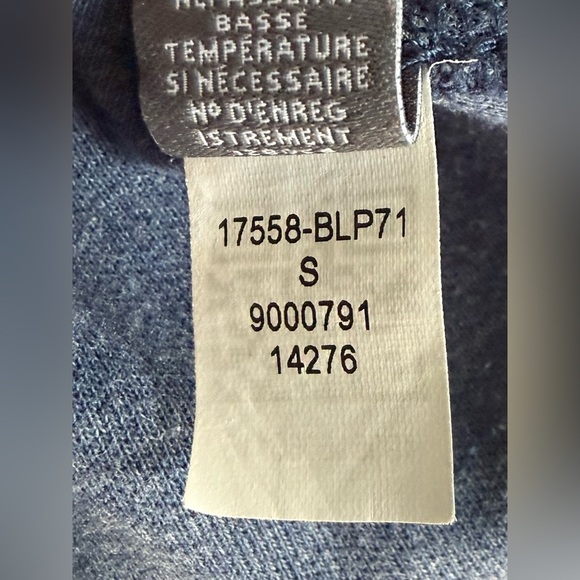 BASSE
TEMPÉRATURE
SI NÉCESSAIRE
Nº D'ENREG
ISTREMENT
17558-BLP71
S
9000791
14276